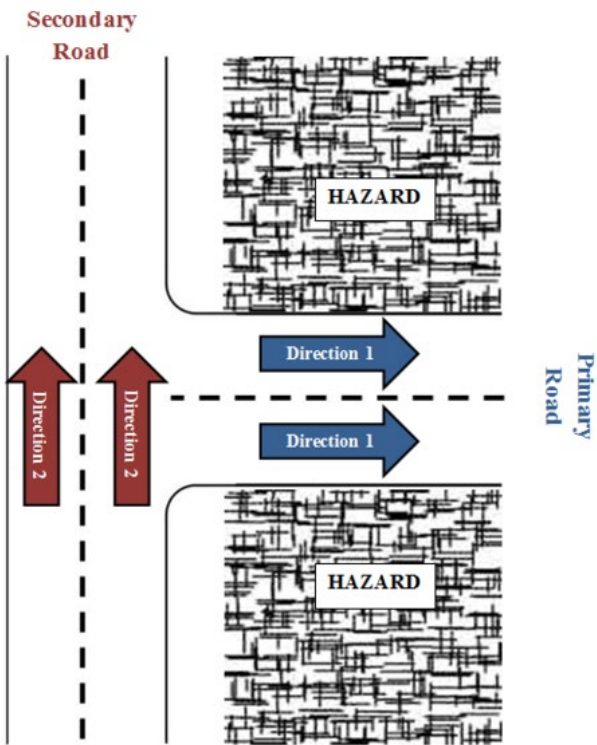 Secondary
Road
HAZARD
Direction 1
Primary
Road
Direction 2
Direction 2
Direction 1
HAZARD